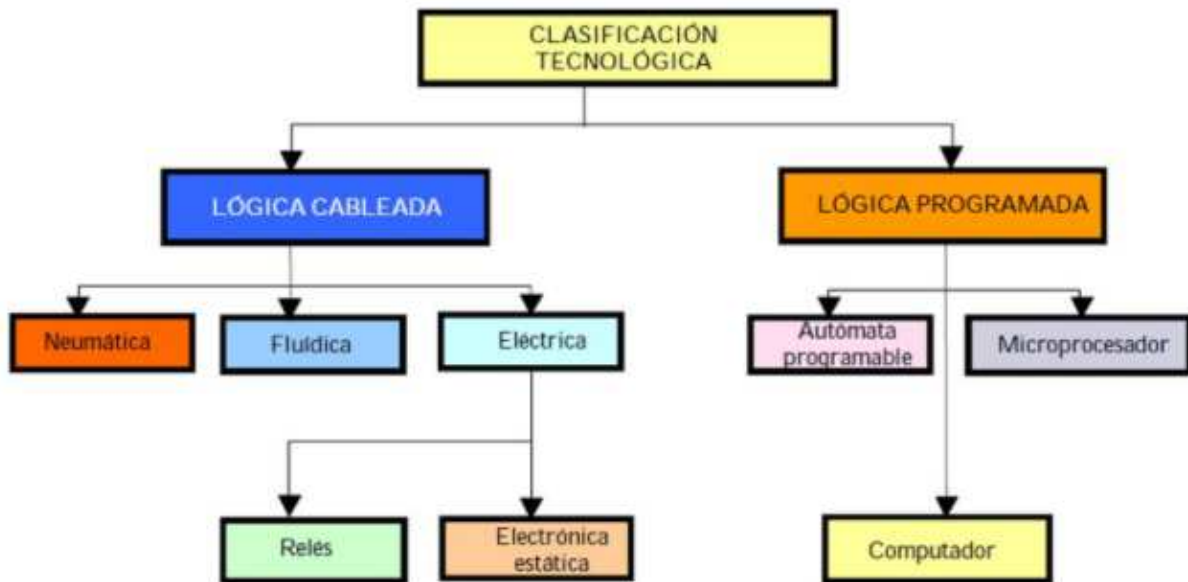 CLASIFICACIÓN
TECNOLÓGICA
LÓGICA CABLEADA
LÓGICA PROGRAMADA
Neumática
Fluídica
Eléctrica
Autómata
programable
Microprocesador
Relés
Electrónica
estática
Computador